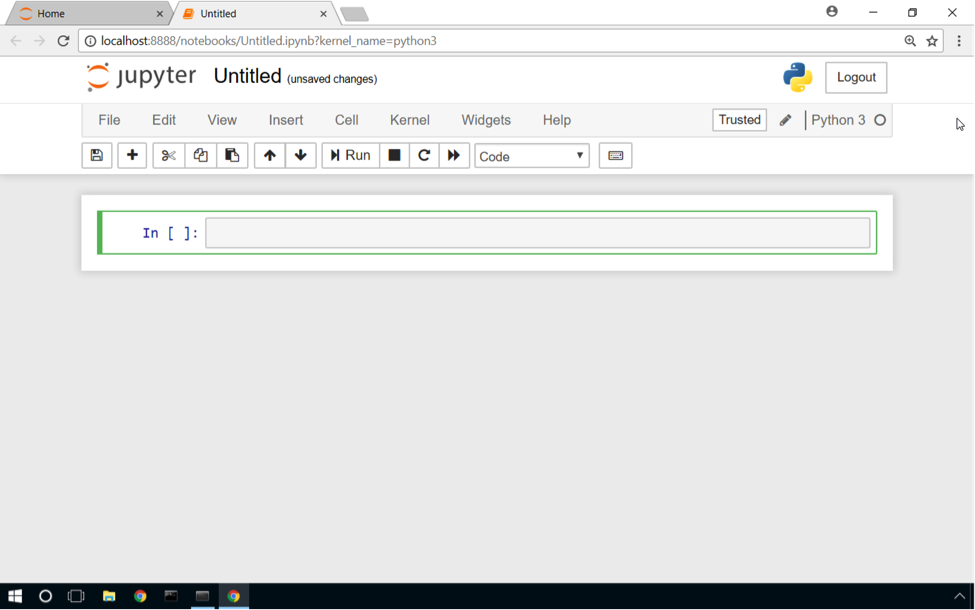 Home
Untitled
localhost:8888/notebooks/Untitled.ipynb?kernel_name=python3
jupyter Untitled (unsaved changes) Logout
File Edit View Insert Cell Kernel Widgets Help Trusted Python 3
Run Code
In [ ]: